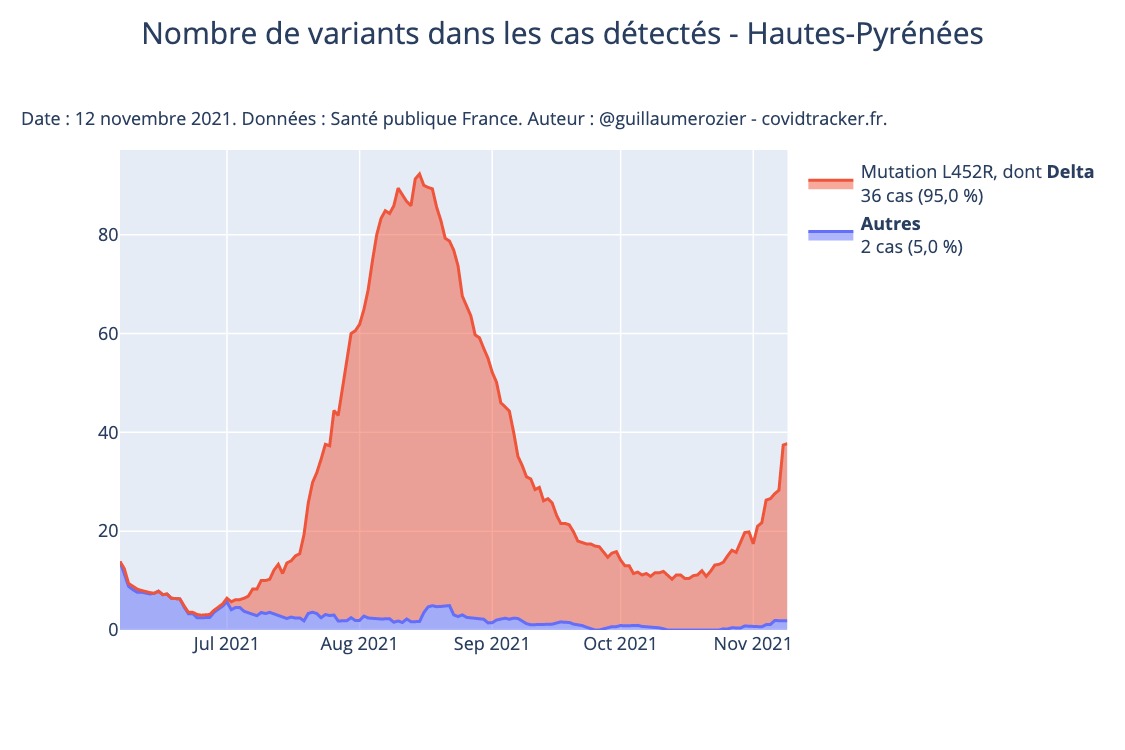 Nombre de variants dans les cas détectés - Hautes-Pyrénées
Date : 12 novembre 2021. Données : Santé publique France. Auteur : @guillaumerozier - covidtracker.fr.
Mutation L452R, dont Delta
36 cas (95,0 %)
Autres
2 cas (5,0 %)
80
60
40
20
0
Jul 2021
Aug 2021
Sep 2021
Oct 2021
Nov 2021